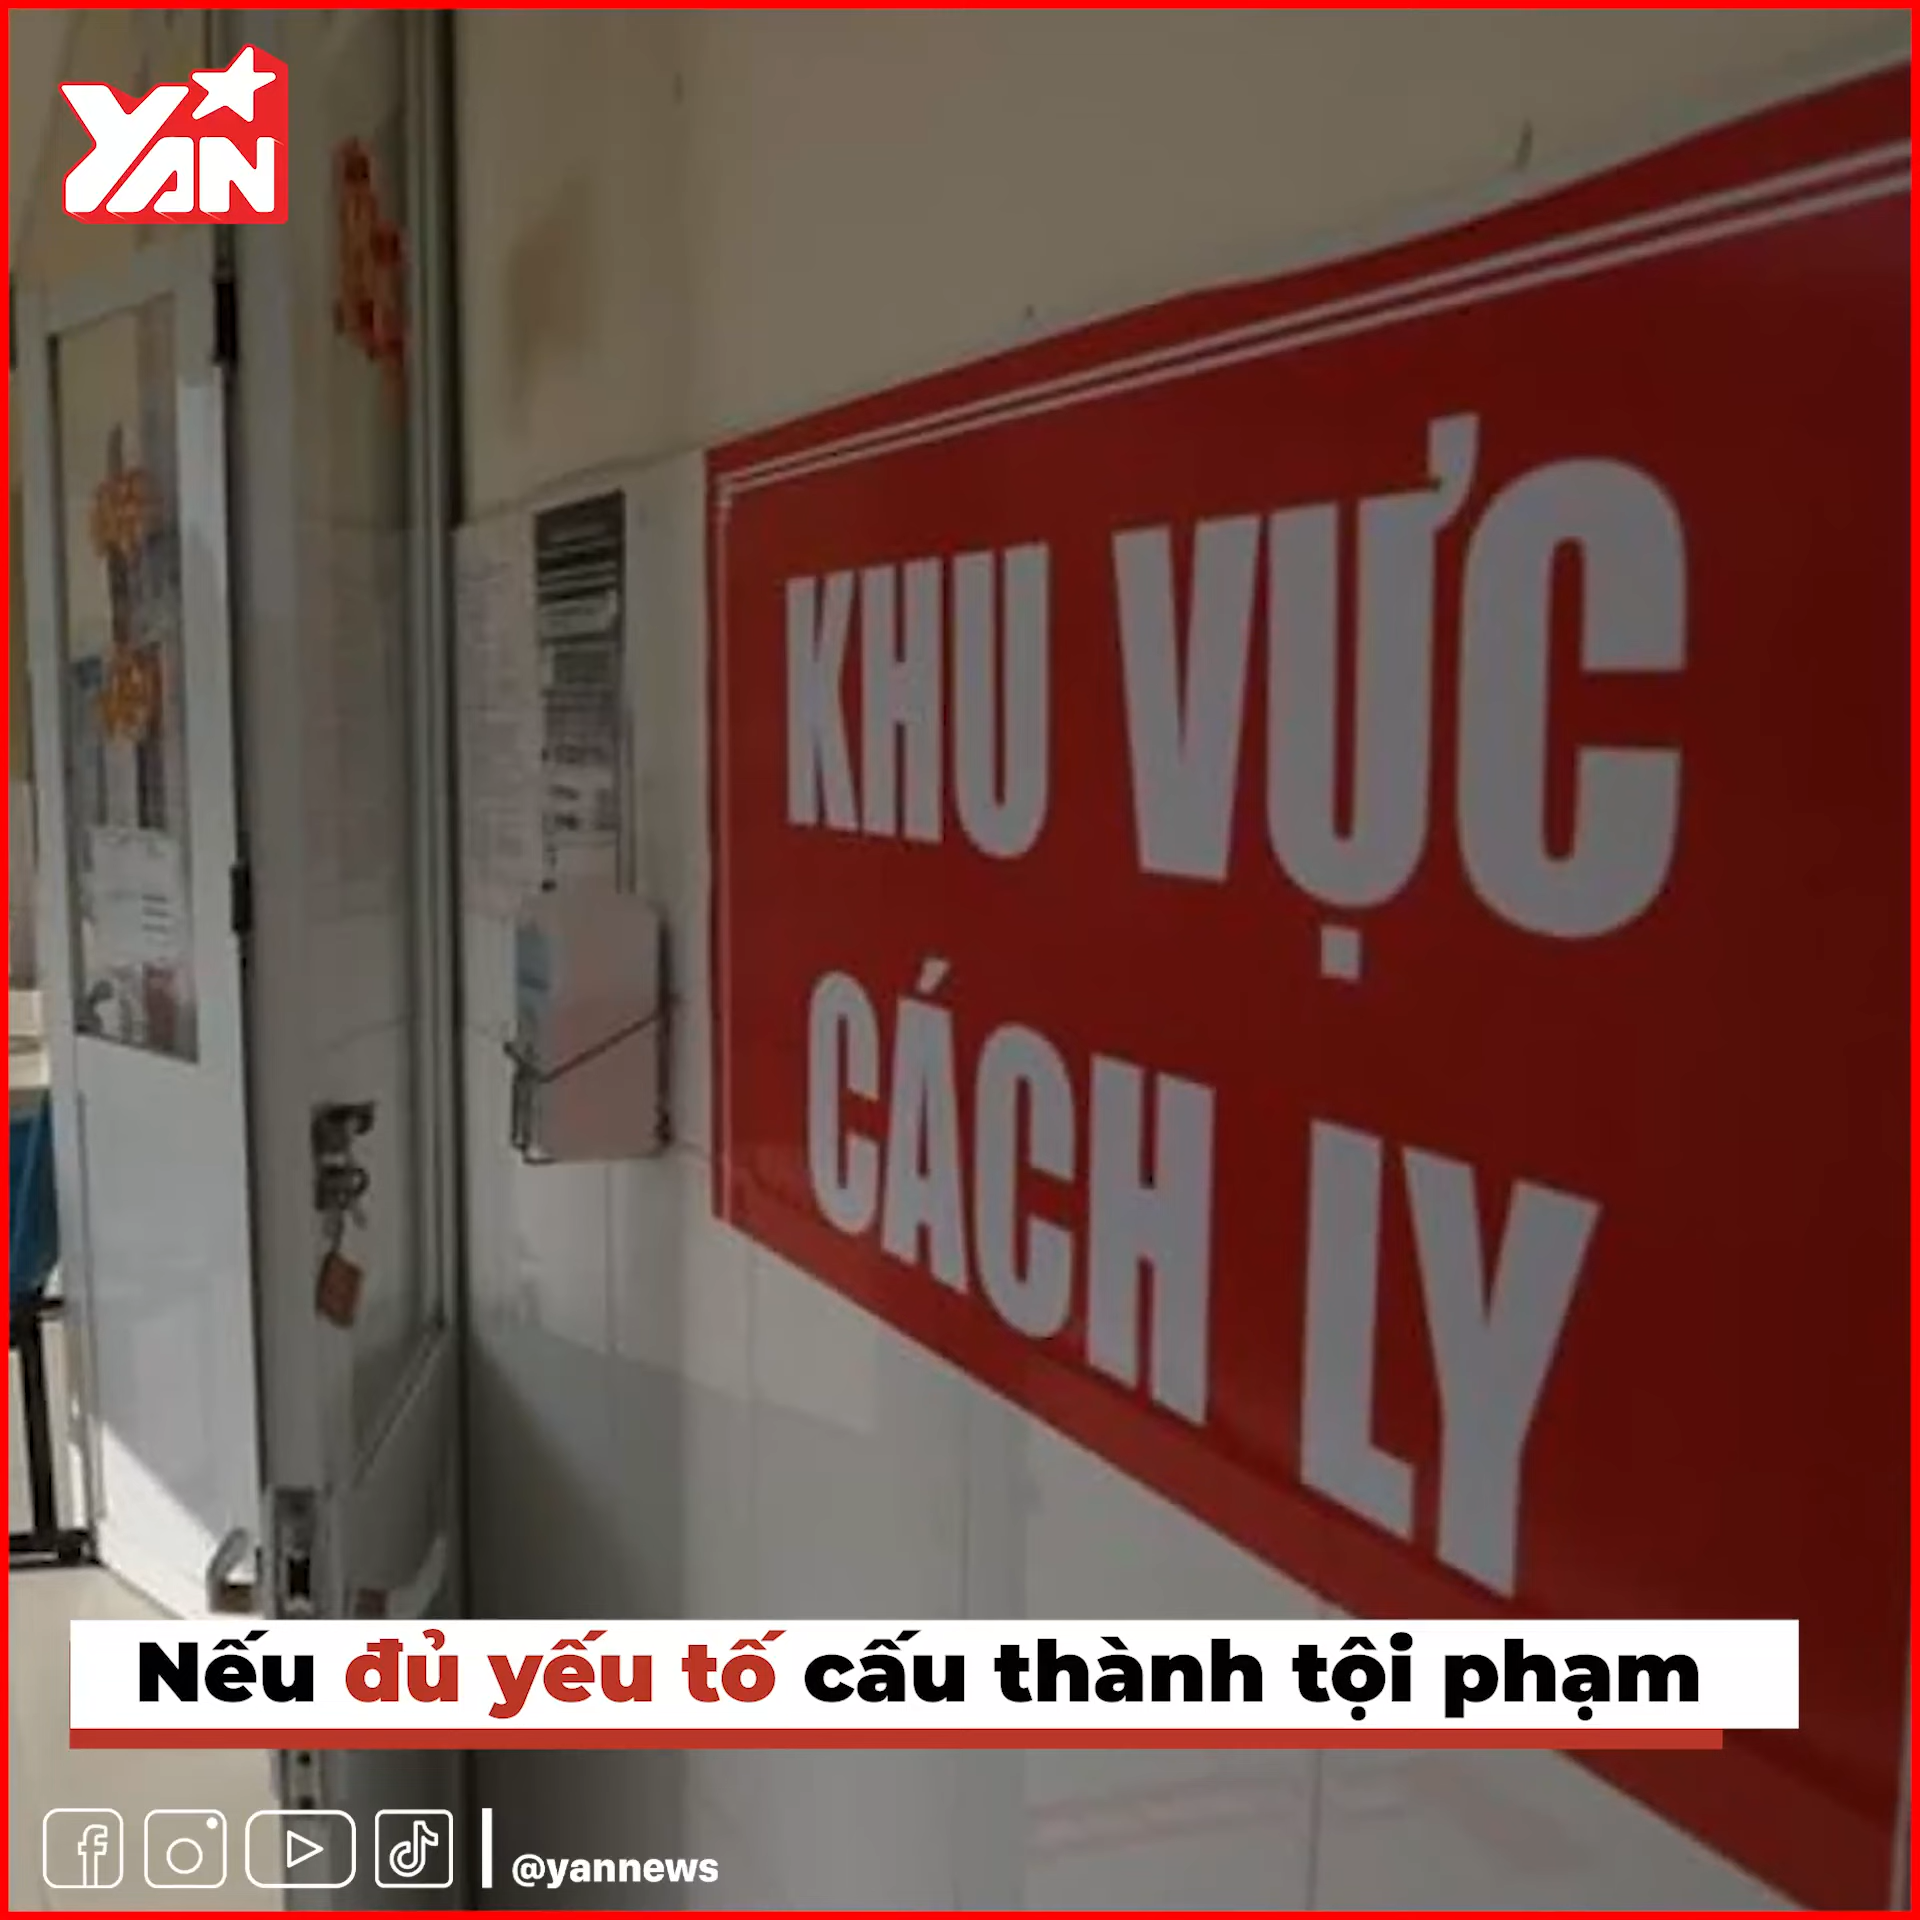 YAN
KHU VỰC
CÁCH LY
Nếu đủ yếu tố cấu thành tội phạm
@yannews